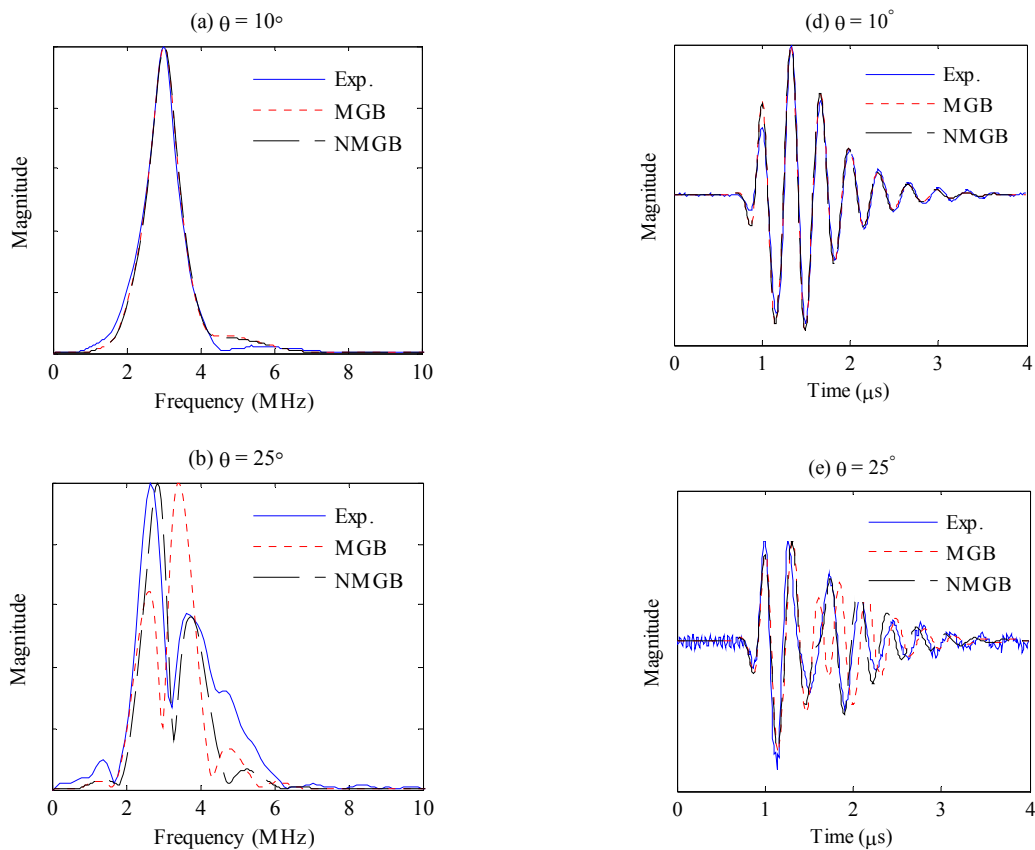 (a) θ = 10°
Exp.
MGB
NMGB
Magnitude
0 2 4 6 8 10
Frequency (MHz)
(d) θ = 10°
Exp.
MGB
NMGB
Magnitude
0 1 2 3 4
Time (μs)
(b) θ = 25°
Exp.
MGB
NMGB
Magnitude
0 2 4 6 8 10
Frequency (MHz)
(e) θ = 25°
Exp.
MGB
NMGB
Magnitude
0 1 2 3 4
Time (μs)